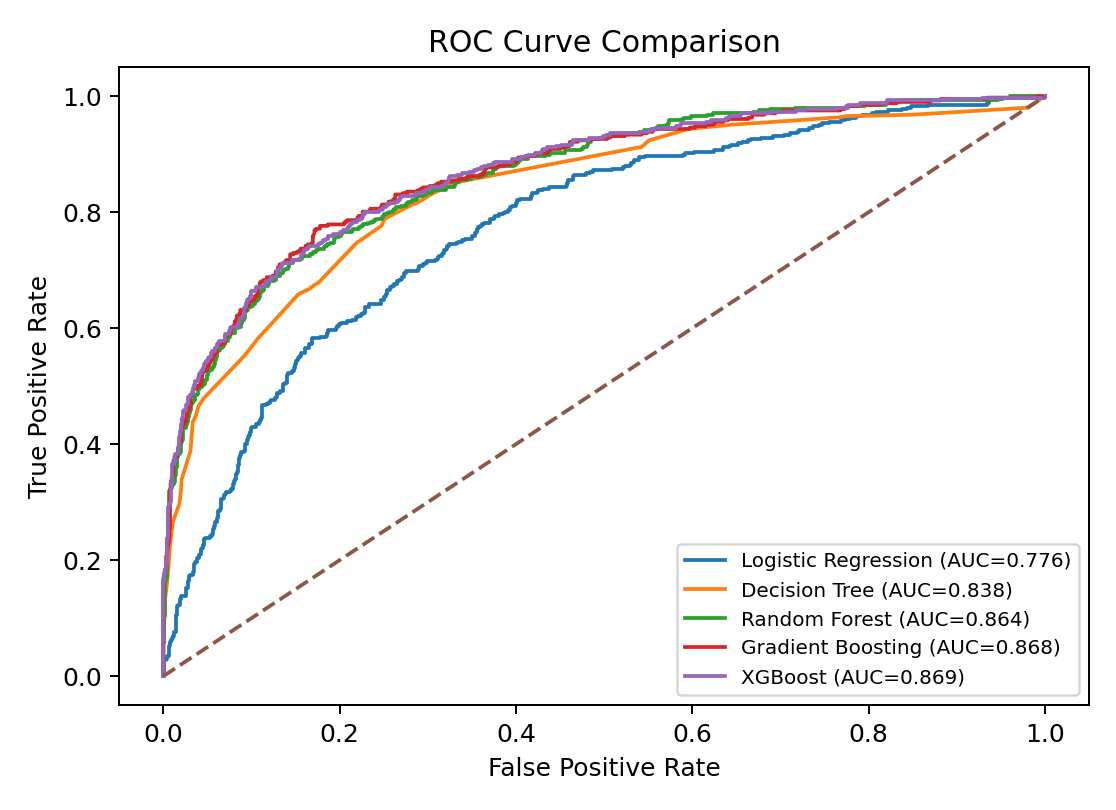 ROC Curve Comparison
True Positive Rate
1.0
0.8
0.6
0.4
0.2
0.0
Logistic Regression (AUC=0.776)
Decision Tree (AUC=0.838)
Random Forest (AUC=0.864)
Gradient Boosting (AUC=0.868)
XGBoost (AUC=0.869)
0.0 0.2 0.4 0.6 0.8 1.0
False Positive Rate